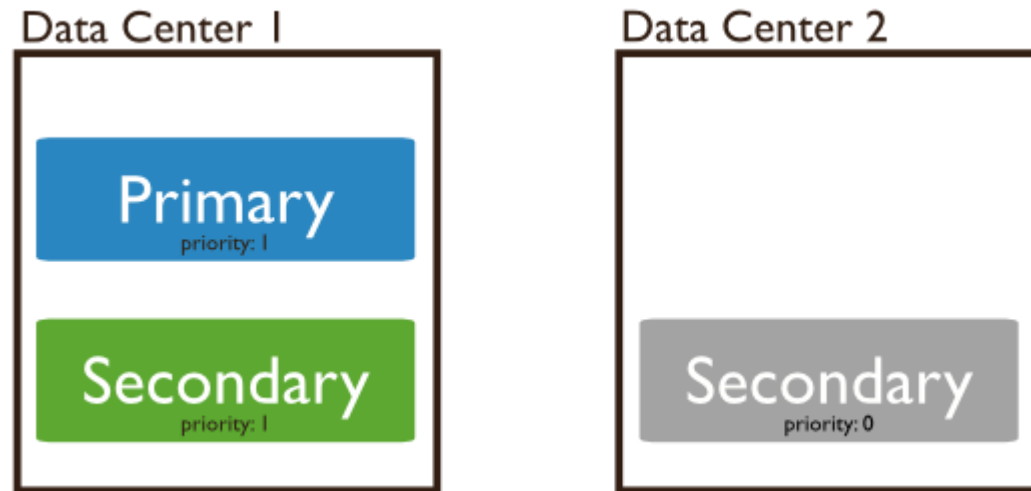 Data Center 1
Primary
priority: 1
Secondary
priority: 1
Data Center 2
Secondary
priority: 0